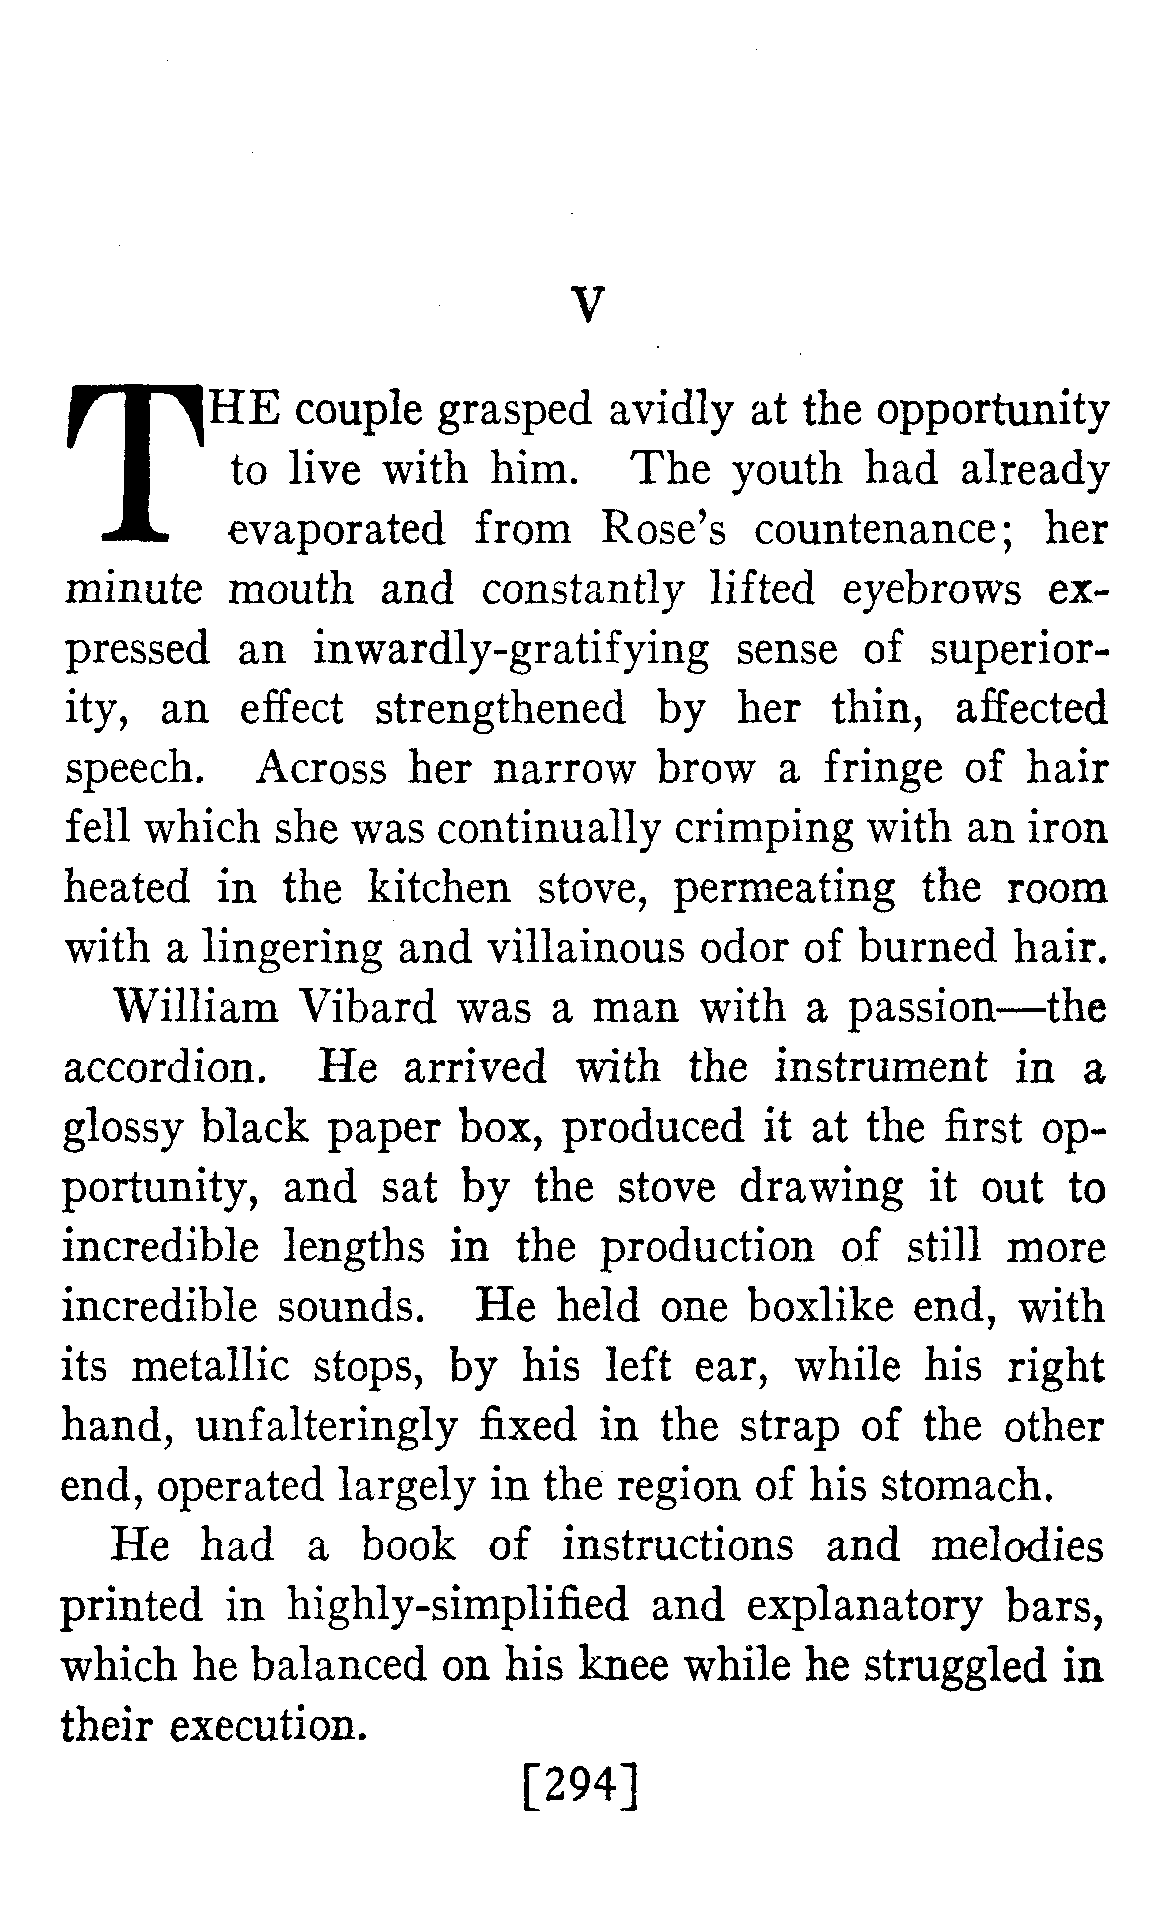 V
THE couple grasped avidly at the opportunity
to live with him. The youth had already
evaporated from Rose's countenance; her
minute mouth and constantly lifted eyebrows ex-
pressed an inwardly-gratifying sense of superior-
ity, an effect strengthened by her thin, affected
speech. Across her narrow brow a fringe of hair
fell which she was continually crimping with an iron
heated in the kitchen stove, permeating the room
with a lingering and villainous odor of burned hair.
William Vibard was a man with a passion—the
accordion. He arrived with the instrument in a
glossy black paper box, produced it at the first op-
portunity, and sat by the stove drawing it out to
incredible lengths in the production of still more
incredible sounds. He held one boxlike end, with
its metallic stops, by his left ear, while his right
hand, unfalteringly fixed in the strap of the other
end, operated largely in the region of his stomach.
He had a book of instructions and melodies
printed in highly-simplified and explanatory bars,
which he balanced on his knee while he struggled in
their execution.
[294]